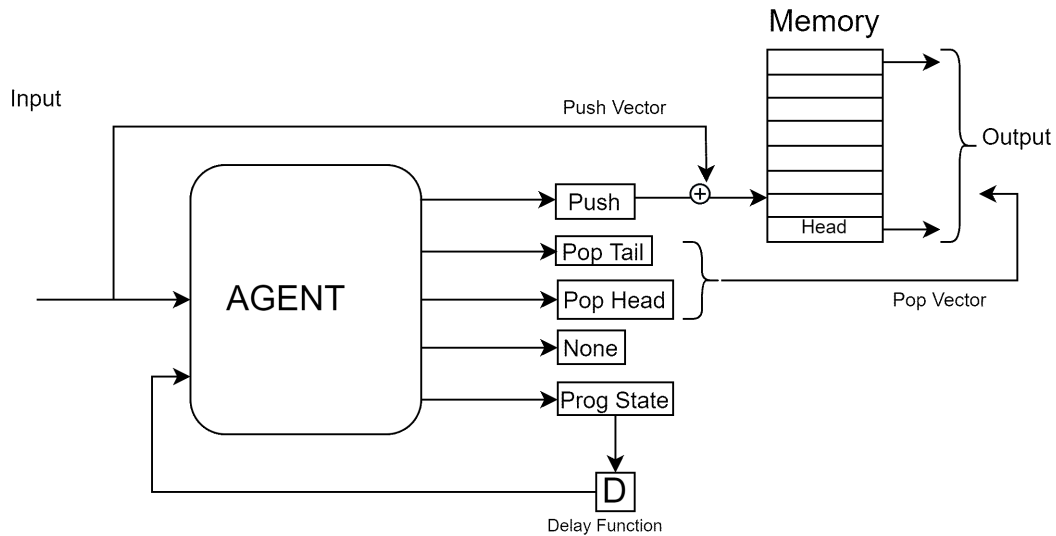 Memory
Input
Push Vector
Output
Push
Head
Pop Tail
AGENT
Pop Head
Pop Vector
None
Prog State
D
Delay Function